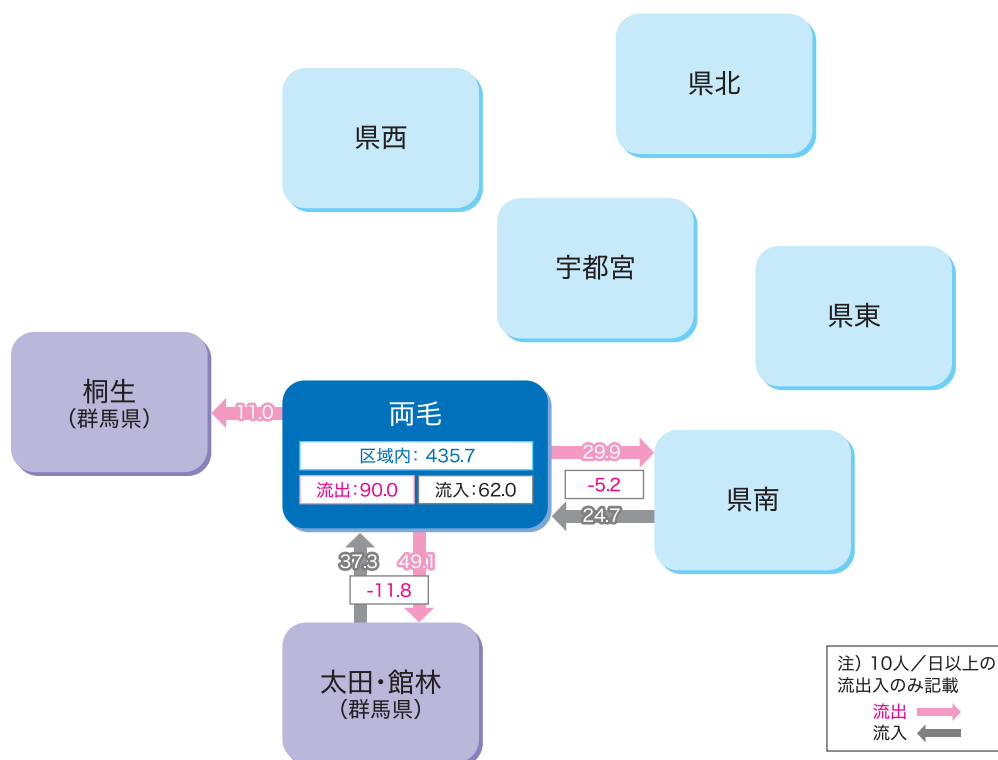 県北
県西
宇都宮
県東
桐生
（群馬県）
11.0
両毛
区域内：435.7
流出：90.0
流入：62.0
29.9
-5.2
24.7
県南
37.3
49.1
-11.8
太田・館林
（群馬県）
注）10人／日以上の
流出入のみ記載
流出
流入